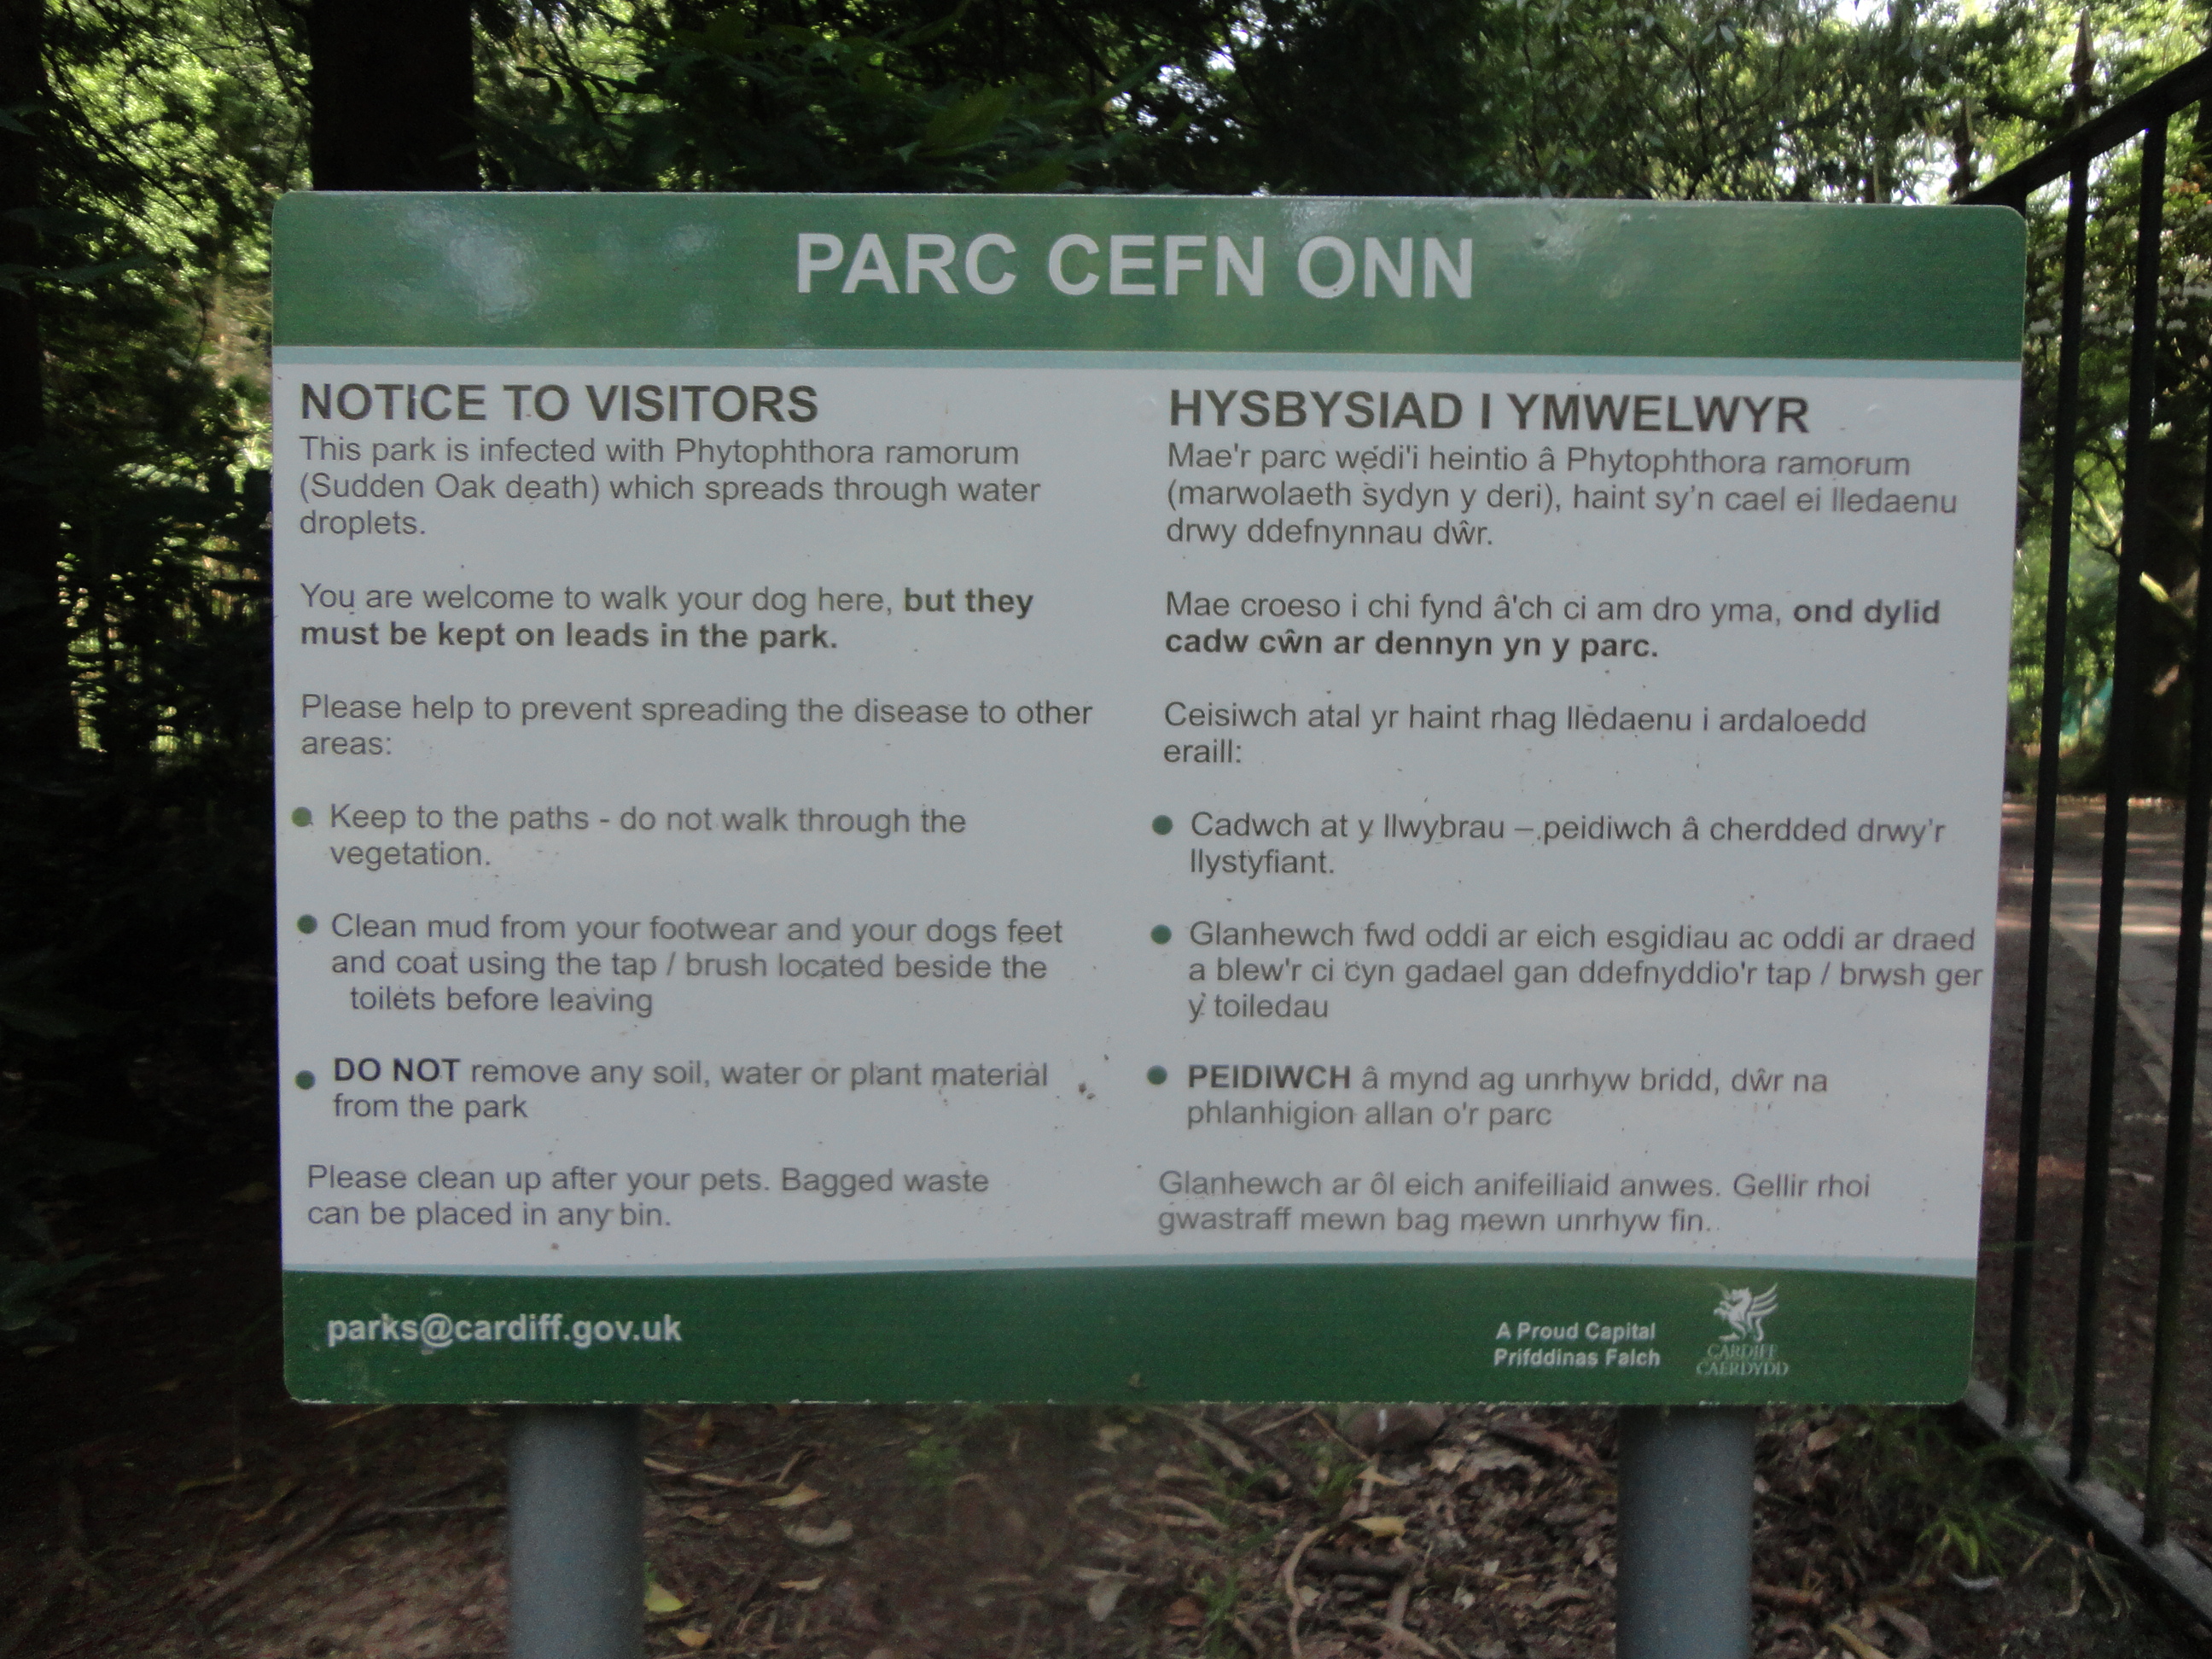 PARC CEFN ONN
NOTICE TO VISITORS
This park is infected with Phytophthora ramorum
(Sudden Oak death) which spreads through water
droplets.
You are welcome to walk your dog here, but they
must be kept on leads in the park.
Please help to prevent spreading the disease to other
areas:
Keep to the paths - do not walk through the
vegetation.
Clean mud from your footwear and your dogs feet
and coat using the tap / brush located beside the
toilets before leaving
DO NOT remove any soil, water or plant material
from the park
Please clean up after your pets. Bagged waste
can be placed in any bin.
HYSBYSIAD I YMWELWYR
Mae'r parc wedi'i heintio â Phytophthora ramorum
(marwolaeth sydyn y deri), haint sy'n cael ei lledaenu
drwy ddefnynnau dŵr.
Mae croeso i chi fynd â'ch ci am dro yma, ond dylid
cadw cŵn ar dennyn yn y parc.
Ceisiwch atal yr haint rhag lledaenu i ardaloedd
eraill:
Cadwch at y llwybrau – peidiwch â cherdded drwy'r
llystyfiant.
Glanhewch fwd oddi ar eich esgidiau ac oddi ar draed
a blew'r ci cyn gadael gan ddefnyddio'r tap / brwsh ger
y toiledau
PEIDIWCH â mynd ag unrhyw bridd, dŵr na
phlanhigion allan o'r parc
Glanhewch ar ôl eich anifeiliaid anwes. Gellir rhoi
gwastraff mewn bag mewn unrhyw fin.
parks@cardiff.gov.uk
A Proud Capital
Prifddinas Falch
CARDIFF
CAERDYDD